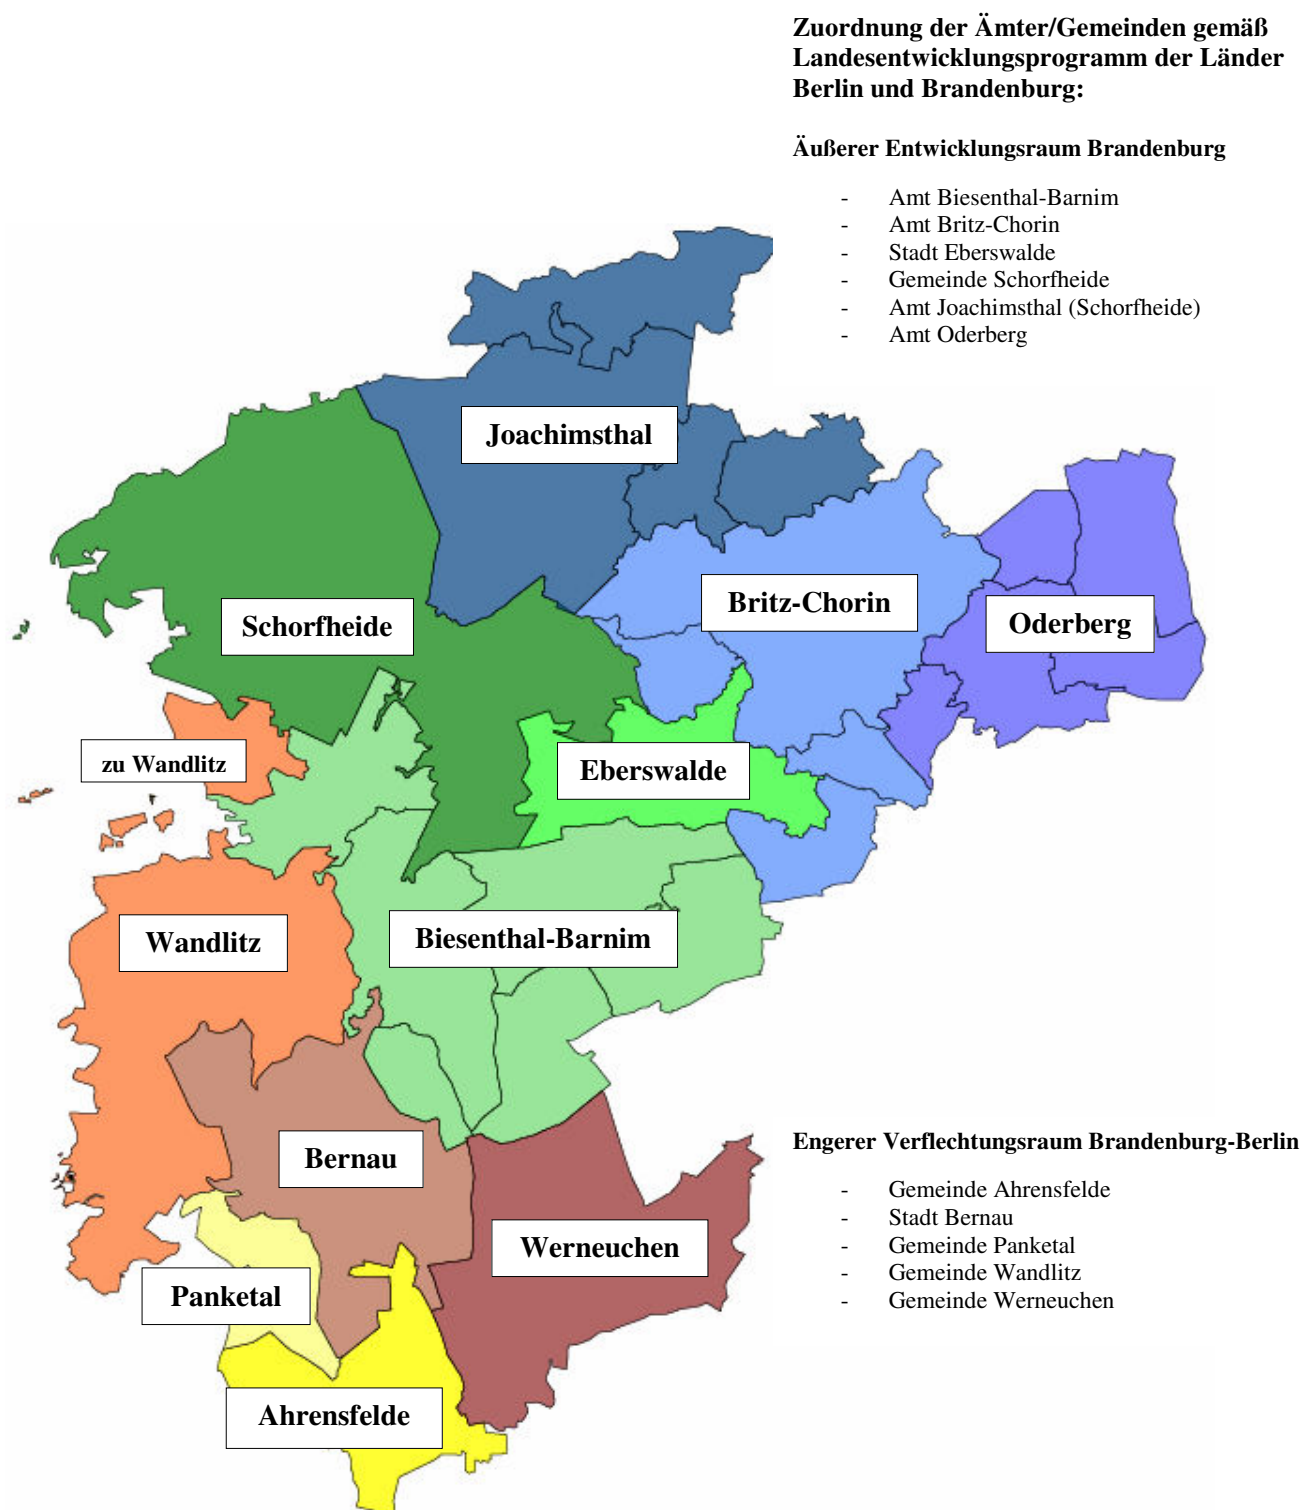 Zuordnung der Ämter/Gemeinden gemäß
Landesentwicklungsprogramm der Länder
Berlin und Brandenburg:
Äußerer Entwicklungsraum Brandenburg
- Amt Biesenthal-Barnim
- Amt Britz-Chorin
- Stadt Eberswalde
- Gemeinde Schorfheide
- Amt Joachimsthal (Schorfheide)
- Amt Oderberg
Joachimsthal
Britz-Chorin
Schorfheide
Oderberg
zu Wandlitz
Eberswalde
Wandlitz
Biesenthal-Barnim
Bernau
Werneuchen
Panketal
Ahrensfelde
Engerer Verflechtungsraum Brandenburg-Berlin
- Gemeinde Ahrensfelde
- Stadt Bernau
- Gemeinde Panketal
- Gemeinde Wandlitz
- Gemeinde Werneuchen